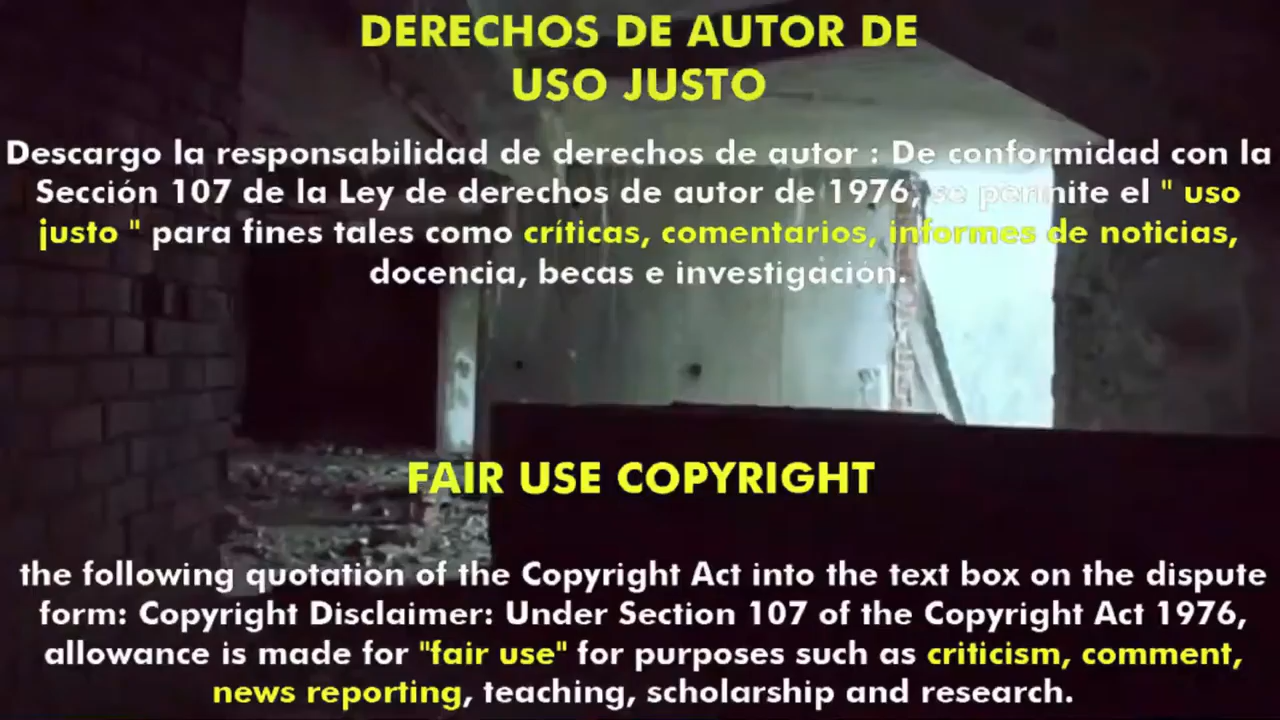 DERECHOS DE AUTOR DE
USO JUSTO
Descargo la responsabilidad de derechos de autor : De conformidad con la
Sección 107 de la Ley de derechos de autor de 1976, se permite el " uso
justo " para fines tales como críticas, comentarios, informes de noticias,
docencia, becas e investigación.
FAIR USE COPYRIGHT
the following quotation of the Copyright Act into the text box on the dispute
form: Copyright Disclaimer: Under Section 107 of the Copyright Act 1976,
allowance is made for "fair use" for purposes such as criticism, comment,
news reporting, teaching, scholarship and research.